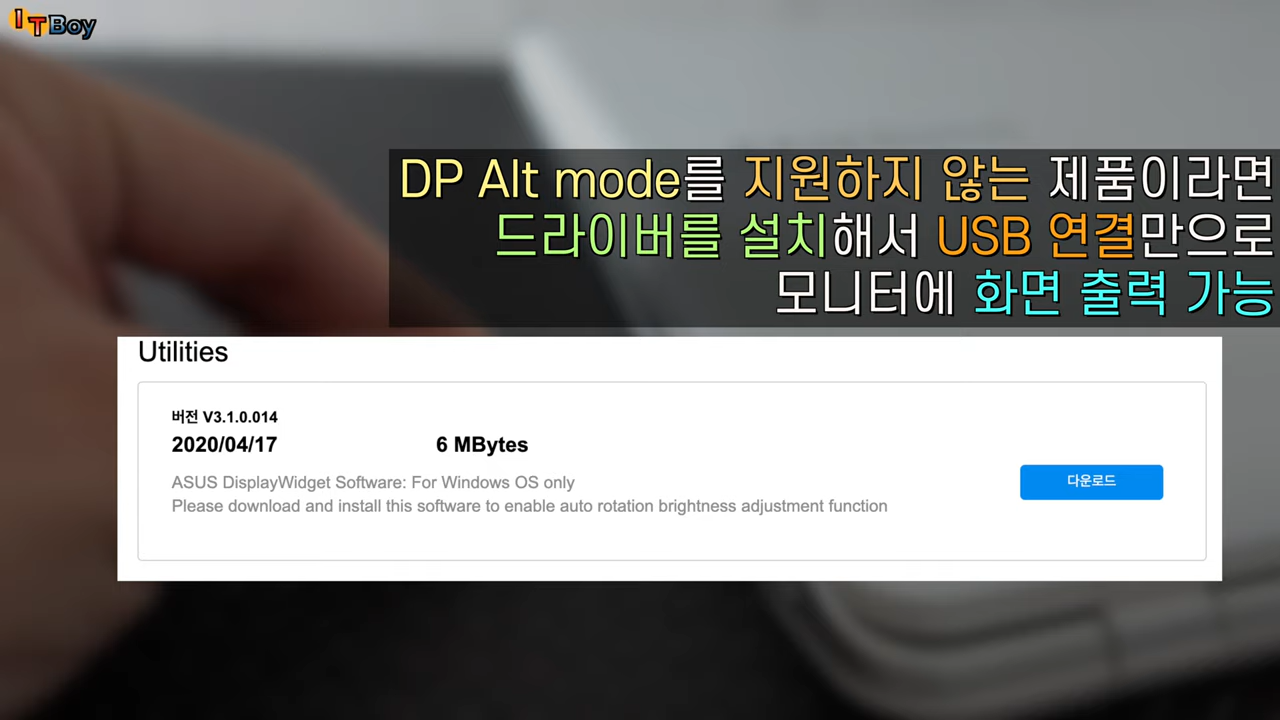 ITBoy
DP Alt mode를 지원하지 않는 제품이라면
드라이버를 설치해서 USB 연결만으로
모니터에 화면 출력 가능
Utilities
버전 V3.1.0.014
2020/04/17 6 MBytes
ASUS DisplayWidget Software: For Windows OS only
다운로드
Please download and install this software to enable auto rotation brightness adjustment function